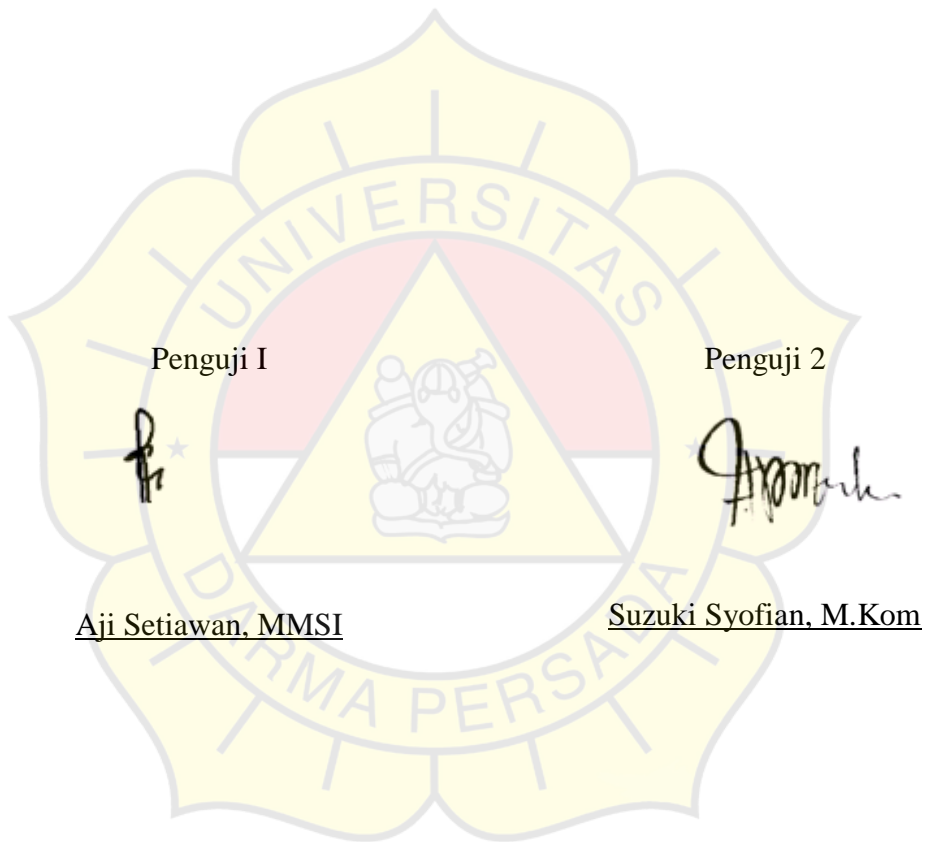 UNIVERSITAS
Penguji I
Penguji 2
Aji Setiawan, MMSI
Suzuki Syofian, M.Kom
DARMA PERSADA